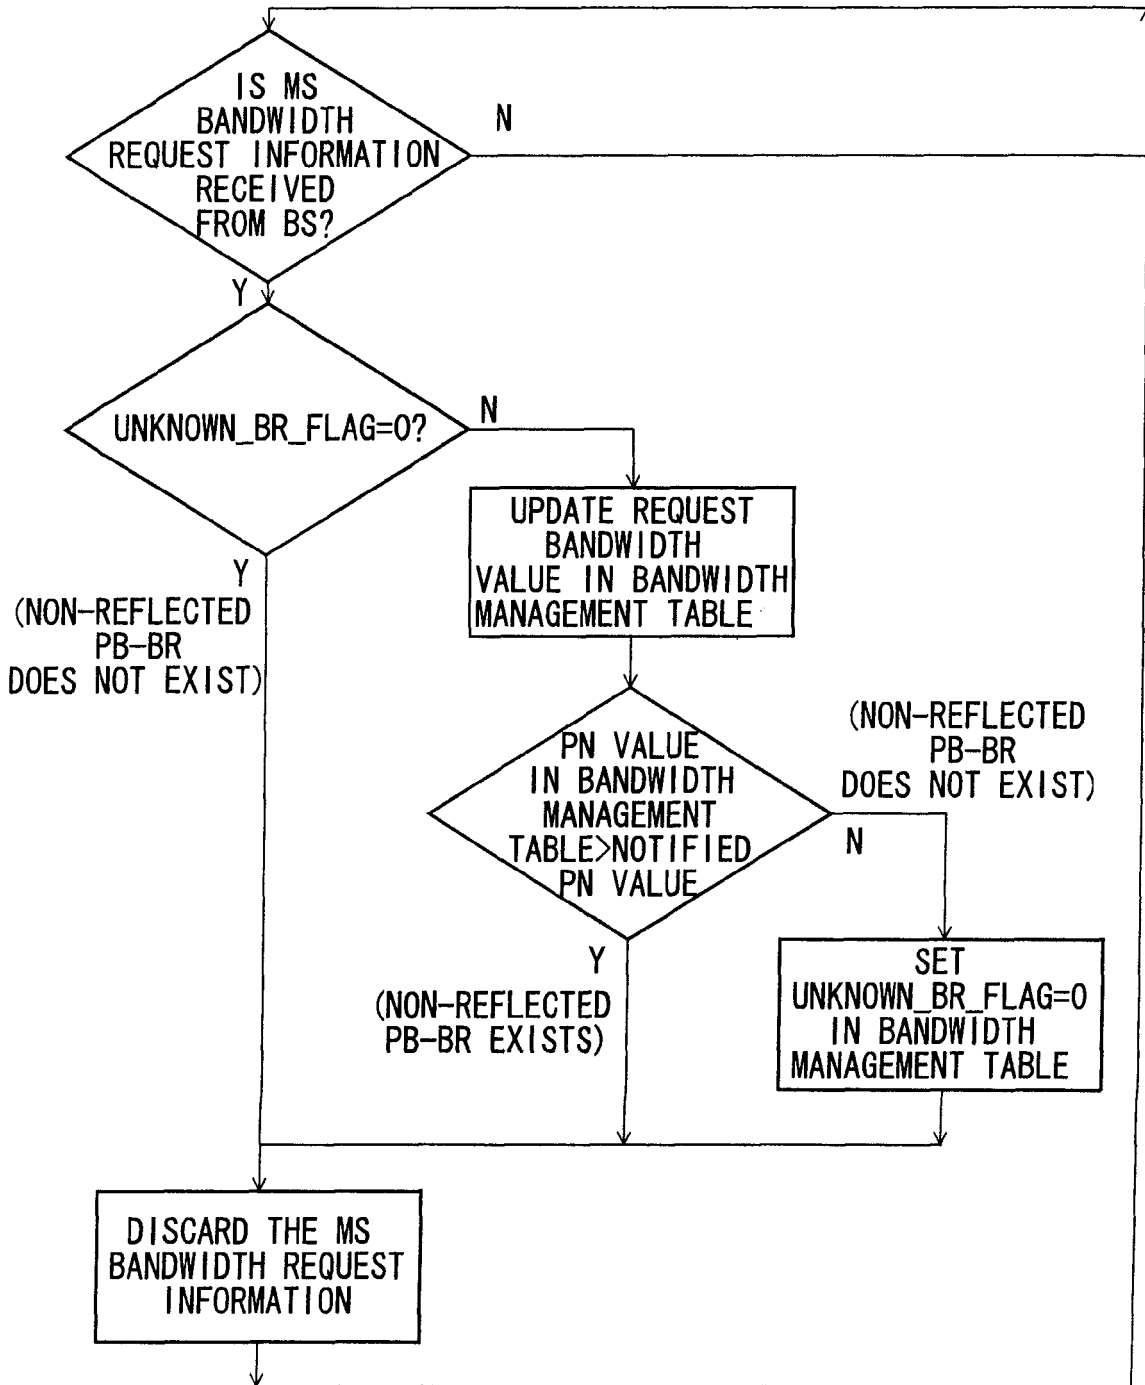 IS MS
BANDWIDTH
REQUEST INFORMATION
RECEIVED
FROM BS?
N
Y
UNKNOWN_BR_FLAG=0?
N
UPDATE REQUEST
BANDWIDTH
VALUE IN BANDWIDTH
MANAGEMENT TABLE
Y
(NON-REFLECTED
PB-BR
DOES NOT EXIST)
PN VALUE
IN BANDWIDTH
MANAGEMENT
TABLE>NOTIFIED
PN VALUE
(NON-REFLECTED
PB-BR
DOES NOT EXIST)
N
Y
(NON-REFLECTED
PB-BR EXISTS)
SET
UNKNOWN_BR_FLAG=0
IN BANDWIDTH
MANAGEMENT TABLE
DISCARD THE MS
BANDWIDTH REQUEST
INFORMATION